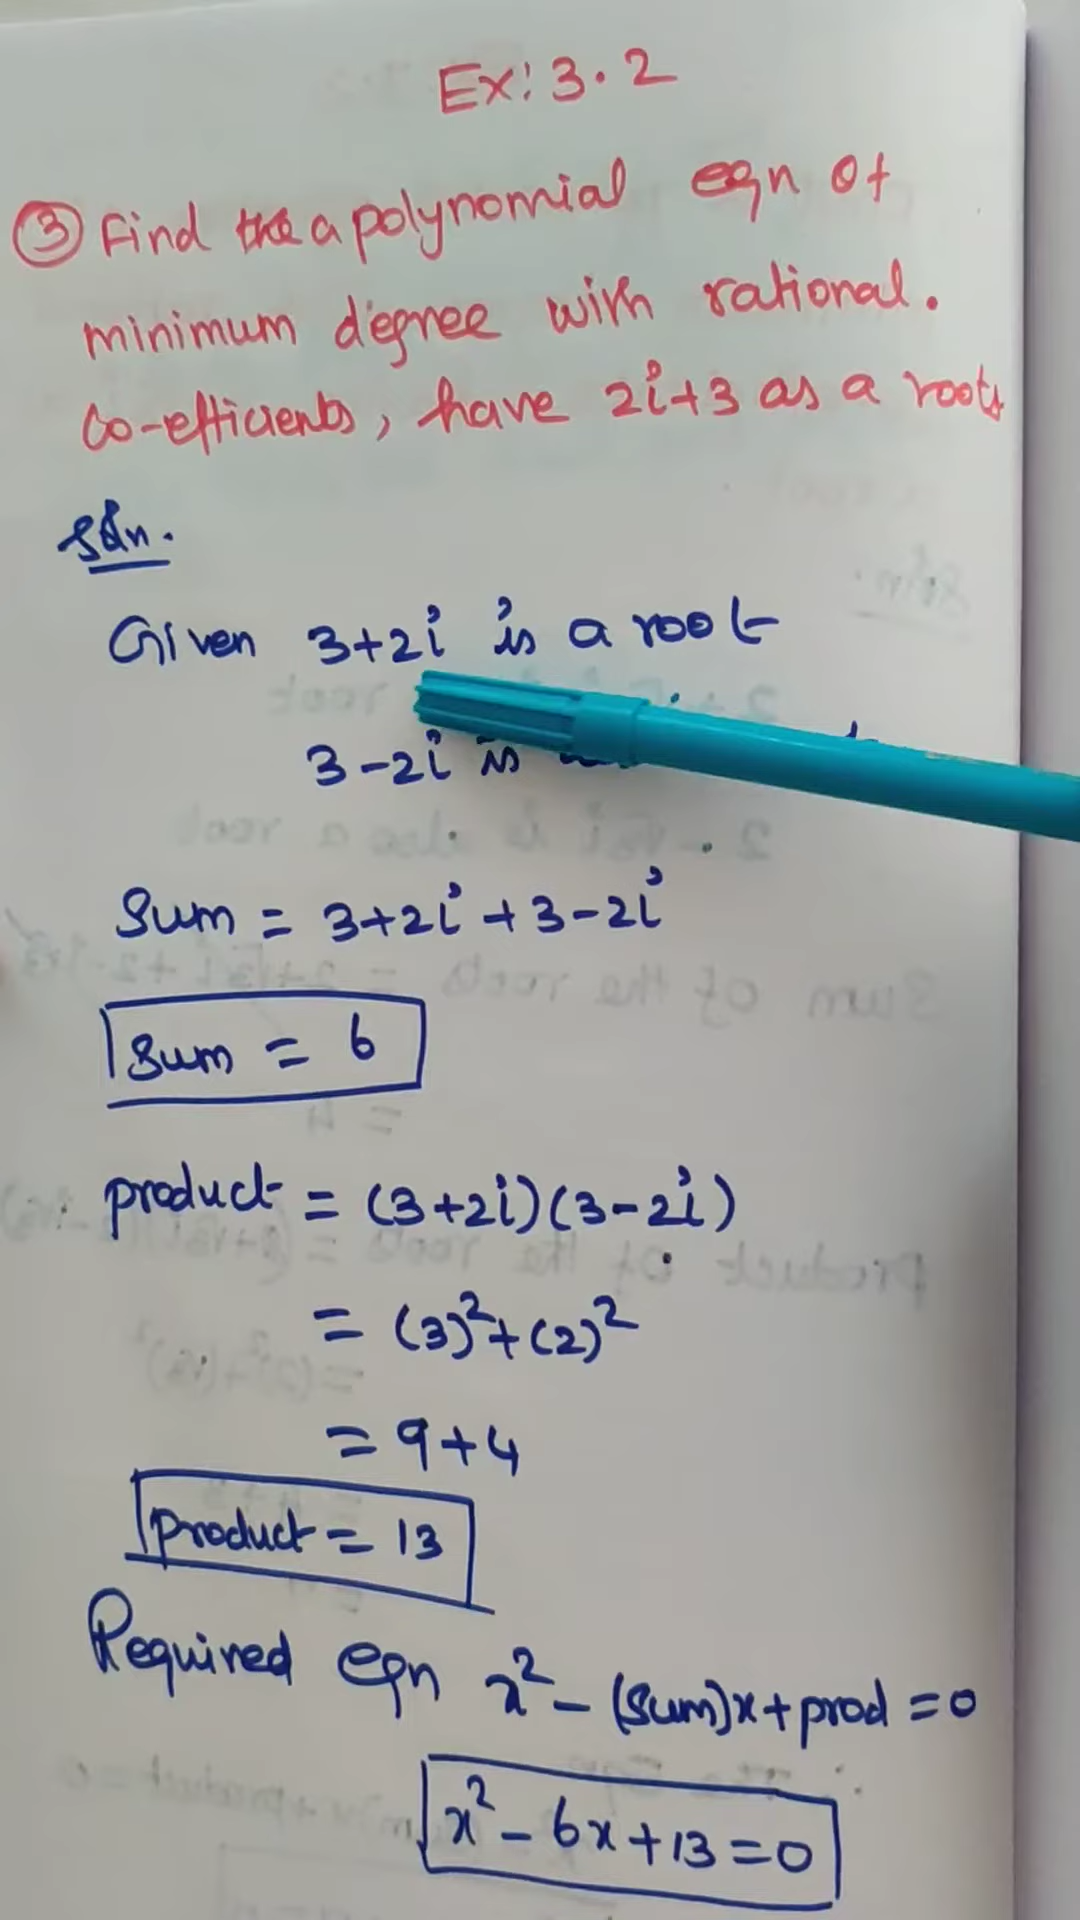 Ex: 3.2
③ Find the a polynomial eqn of
minimum degree with rational.
co-efficients, have 2i+3 as a roots
Soln.
Given 3+2i is a root
3-2i is
Sum = 3+2i+3-2i
Sum = 6
product = (3+2i)(3-2i)
= (3)²+(2)²
= 9+4
product = 13
Required eqn x² - (Sum)x + prod = 0
x² - 6x + 13 = 0